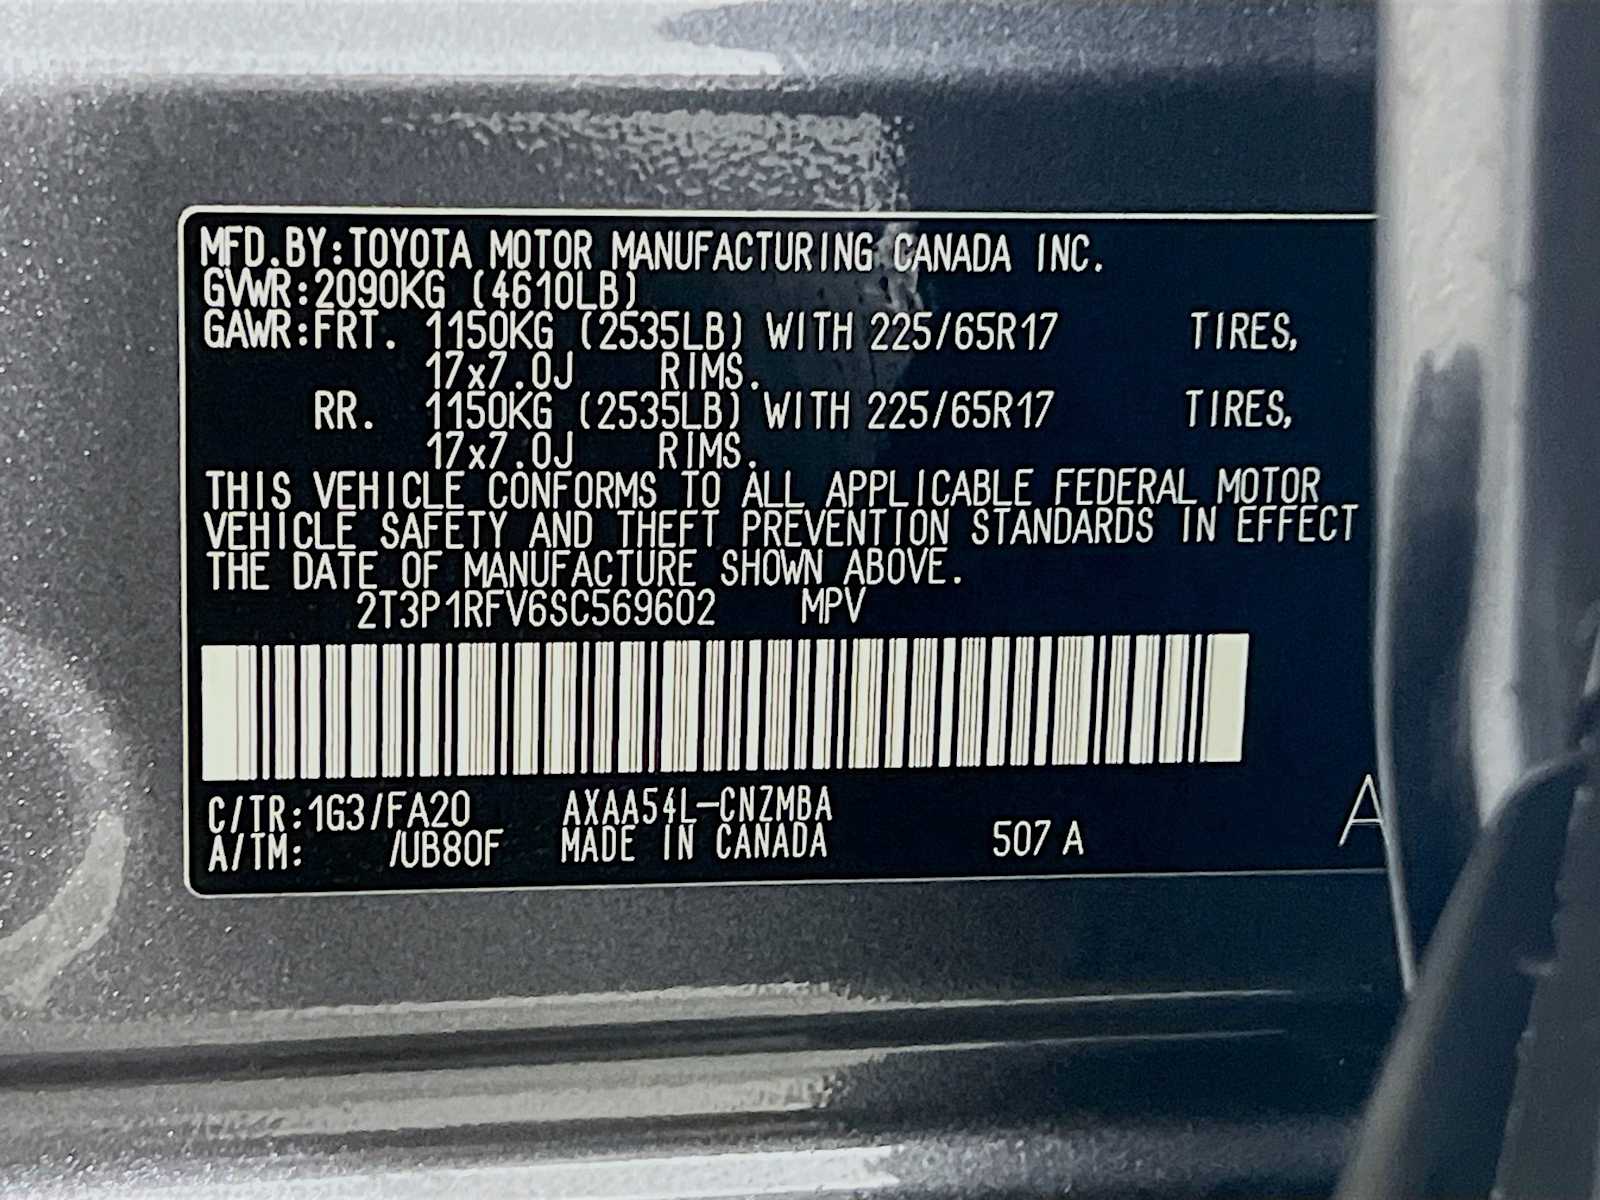 MFD.BY:TOYOTA MOTOR MANUFACTURING CANADA INC.
GVWR:2090KG (4610LB)
GAWR:FRT. 1150KG (2535LB) WITH 225/65R17 TIRES,
17x7.0J RIMS.
RR. 1150KG (2535LB) WITH 225/65R17 TIRES,
17x7.0J RIMS.
THIS VEHICLE CONFORMS TO ALL APPLICABLE FEDERAL MOTOR
VEHICLE SAFETY AND THEFT PREVENTION STANDARDS IN EFFECT
THE DATE OF MANUFACTURE SHOWN ABOVE.
2T3P1RFV6SC569602 MPV
C/TR:1G3/FA20 AXAA54L-CNZMBA
A/TM: /UB80F MADE IN CANADA 507 A
A